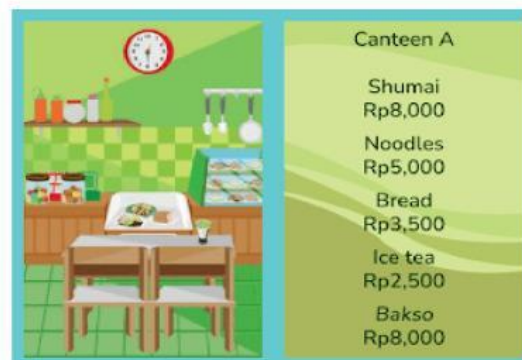 Canteen A
Shumai
Rp8,000
Noodles
Rp5,000
Bread
Rp3,500
Ice tea
Rp2,500
Bakso
Rp8,000